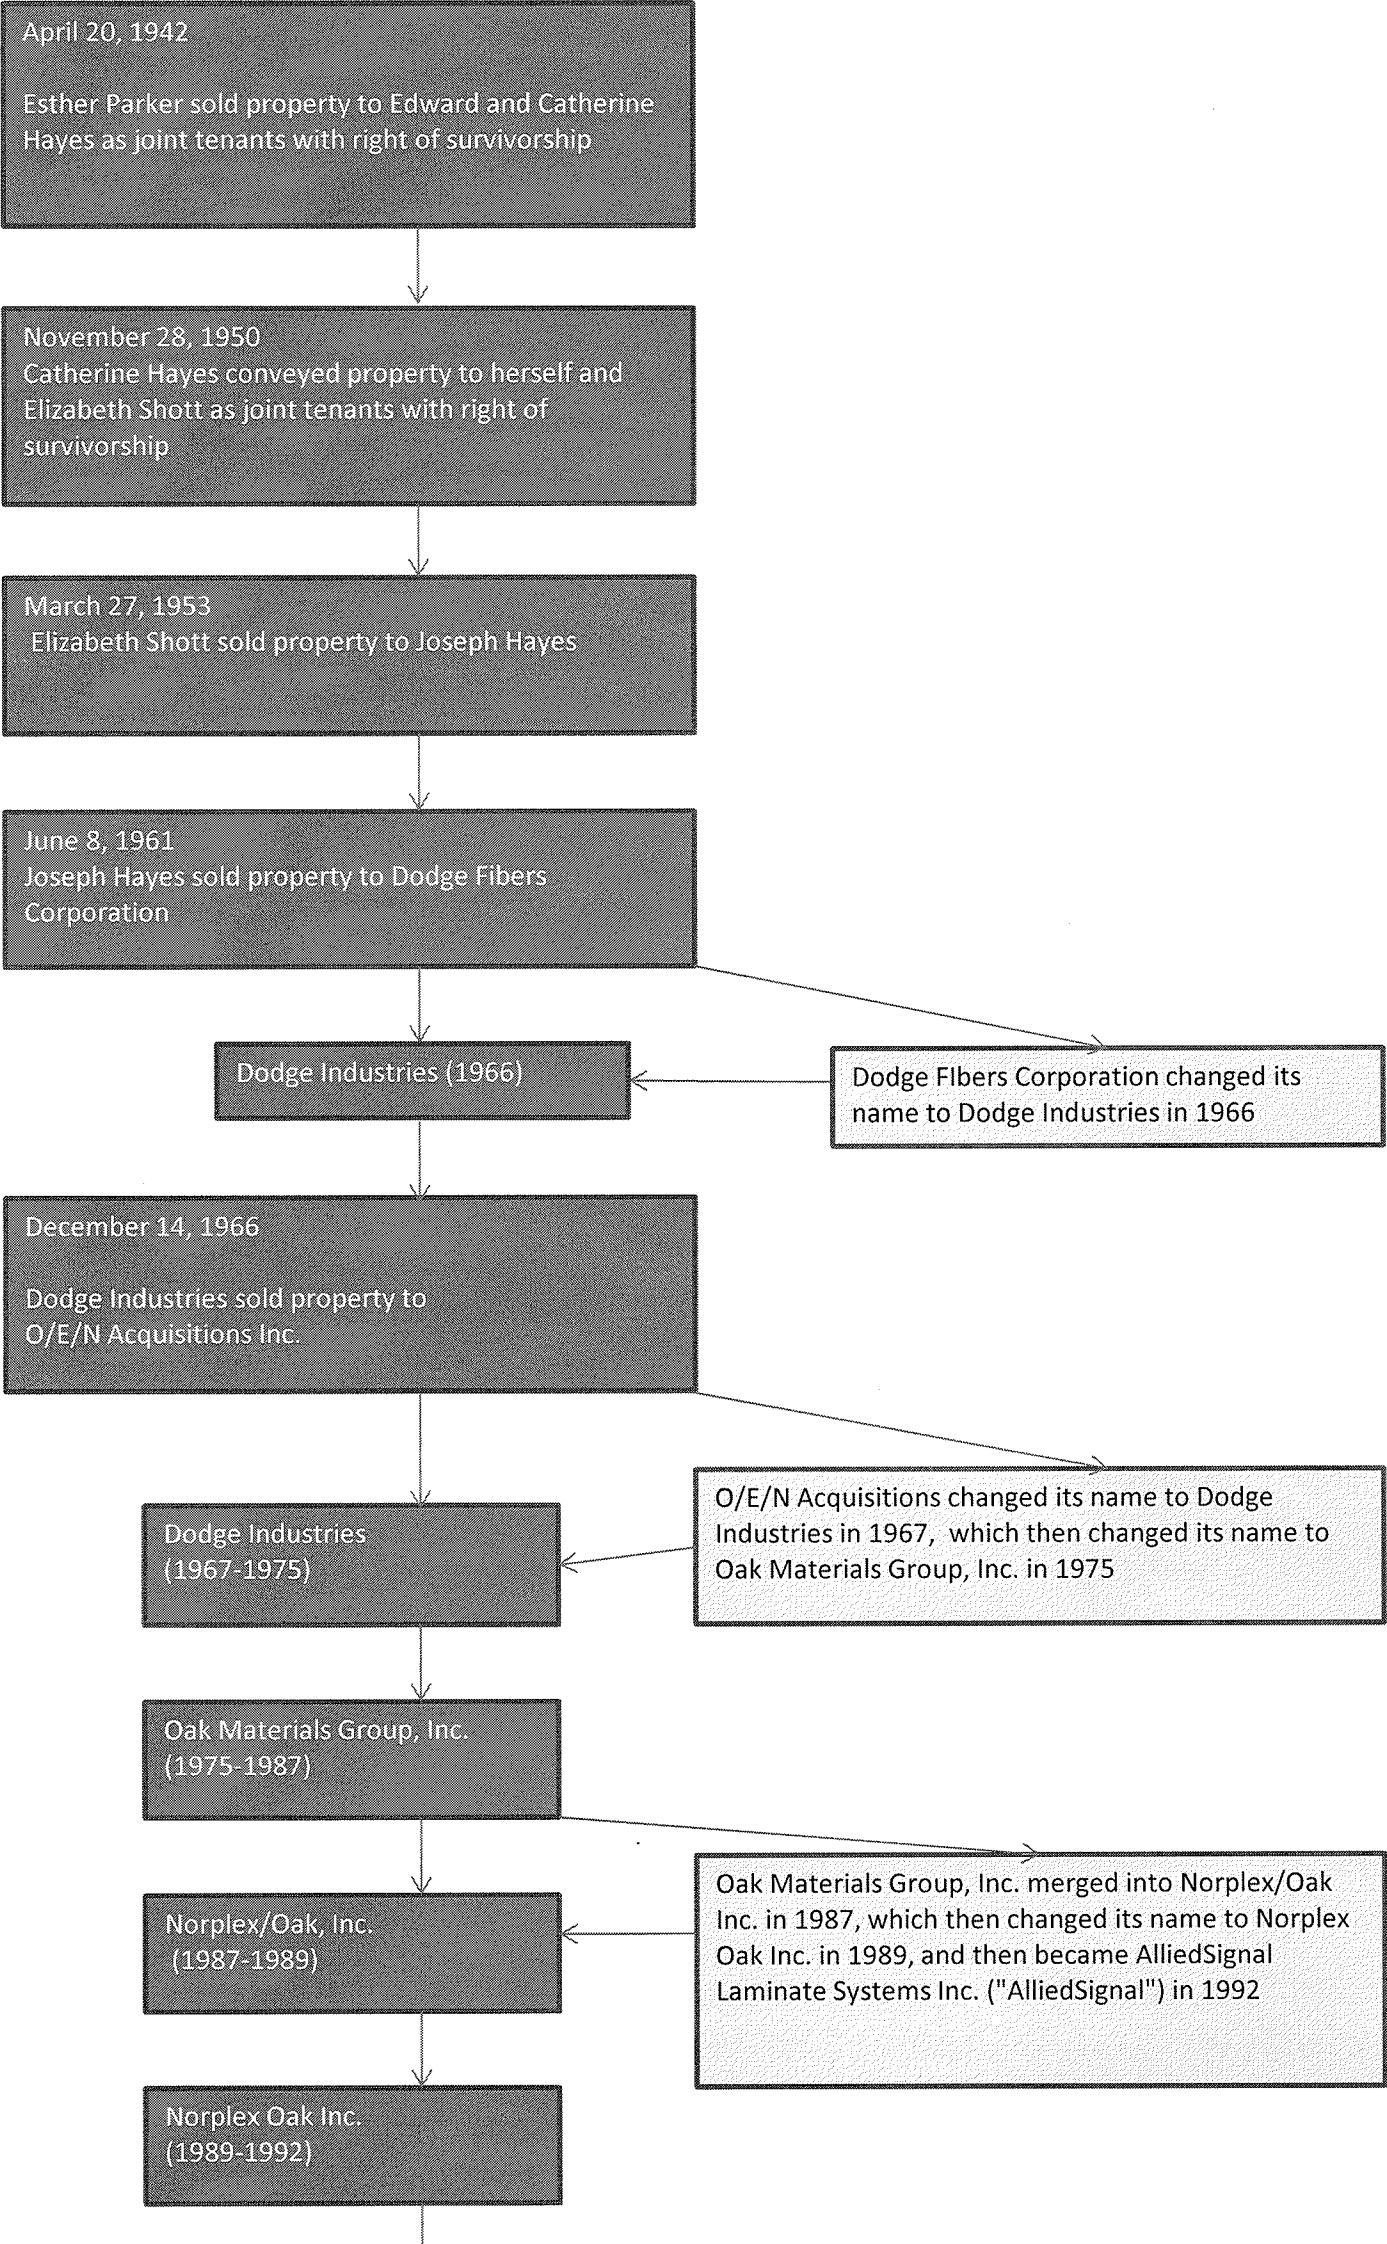 April 20, 1942
Esther Parker sold property to Edward and Catherine
Hayes as joint tenants with right of survivorship
November 28, 1950
Catherine Hayes conveyed property to herself and
Elizabeth Shott as joint tenants with right of
survivorship
March 27, 1953
Elizabeth Shott sold property to Joseph Hayes
June 8, 1961
Joseph Hayes sold property to Dodge Fibers
Corporation
Dodge Industries (1966)
Dodge FIbers Corporation changed its
name to Dodge Industries in 1966
December 14, 1966
Dodge Industries sold property to
O/E/N Acquisitions Inc.
O/E/N Acquisitions changed its name to Dodge
Industries in 1967, which then changed its name to
Oak Materials Group, Inc. in 1975
Dodge Industries
(1967-1975)
Oak Materials Group, Inc.
(1975-1987)
Oak Materials Group, Inc. merged into Norplex/Oak
Inc. in 1987, which then changed its name to Norplex
Oak Inc. in 1989, and then became AlliedSignal
Laminate Systems Inc. ("AlliedSignal") in 1992
Norplex/Oak, Inc.
(1987-1989)
Norplex Oak Inc.
(1989-1992)